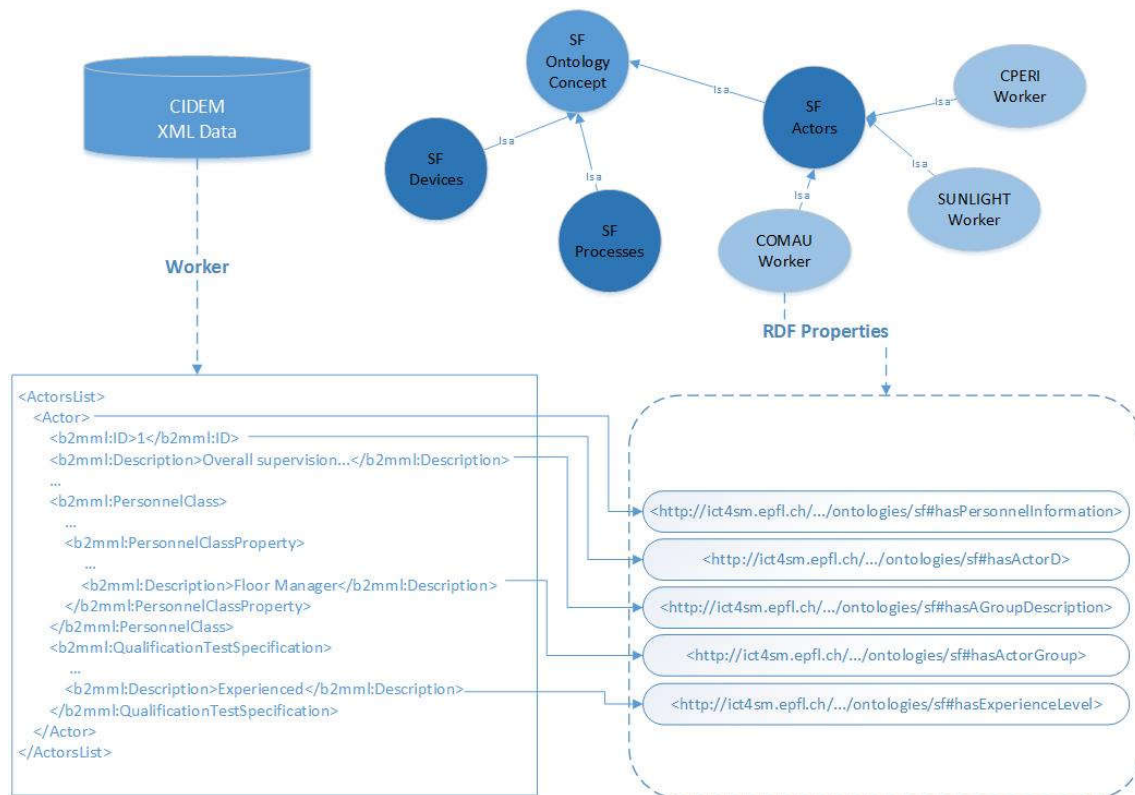 CIDEM
XML Data
SF
Ontology
Concept
SF
Devices
SF
Processes
SF
Actors
CPERI
Worker
SUNLIGHT
Worker
COMAU
Worker
Isa
Isa
Isa
Isa
Isa
Isa
Worker
RDF Properties
<ActorsList>
<Actor>
<b2mml:ID>1</b2mml:ID>
<b2mml:Description>Overall supervision...</b2mml:Description>
...
<b2mml:PersonnelClass>
...
<b2mml:PersonnelClassProperty>
...
<b2mml:Description>Floor Manager</b2mml:Description>
</b2mml:PersonnelClassProperty>
</b2mml:PersonnelClass>
<b2mml:QualificationTestSpecification>
...
<b2mml:Description>Experienced</b2mml:Description>
</b2mml:QualificationTestSpecification>
</Actor>
</ActorsList>
<http://ict4sm.epfl.ch/.../ontologies/sf#hasPersonnelInformation>
<http://ict4sm.epfl.ch/.../ontologies/sf#hasActorD>
<http://ict4sm.epfl.ch/.../ontologies/sf#hasAGroupDescription>
<http://ict4sm.epfl.ch/.../ontologies/sf#hasActorGroup>
<http://ict4sm.epfl.ch/.../ontologies/sf#hasExperienceLevel>